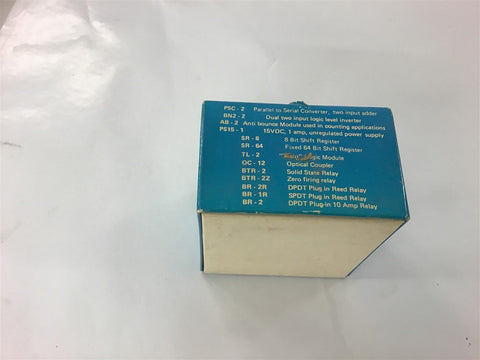 PSC - 2 Parallel to Serial Converter, two input adder
BN2 - 2 Dual two input logic level inverter
AB - 2 Anti bounce Module used in counting applications
PS15 - 1 15VDC, 1 amp, unregulated power supply
SR - 8 8 Bit Shift Register
SR - 64 Fixed 64 Bit Shift Register
TL - 2 Logic Module
OC - 12 Optical Coupler
BTR - 2 Solid State Relay
BTR - 2Z Zero firing relay
BR - 2R DPDT Plug in Reed Relay
BR - 1R SPDT Plug in Reed Relay
BR - 2 DPDT Plug-in 10 Amp Relay